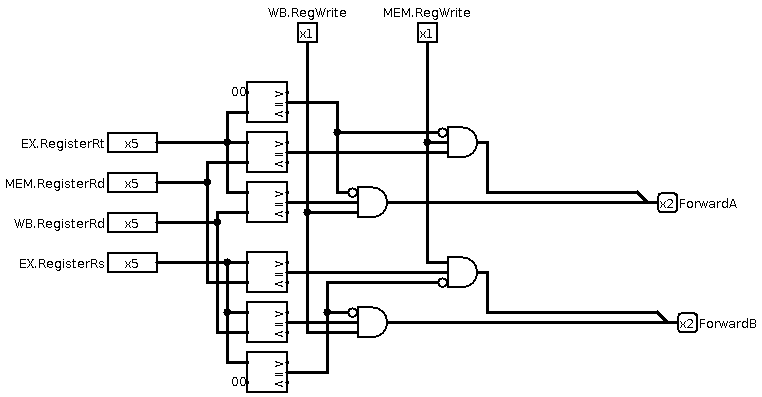 WB.RegWrite MEM.RegWrite
x1 x1
00 > = <
EX.RegisterRt x5 > = <
MEM.RegisterRd x5
x2 ForwardA
WB.RegisterRd x5 > = <
EX.RegisterRs x5 > = <
> = <
x2 ForwardB
00 > = <